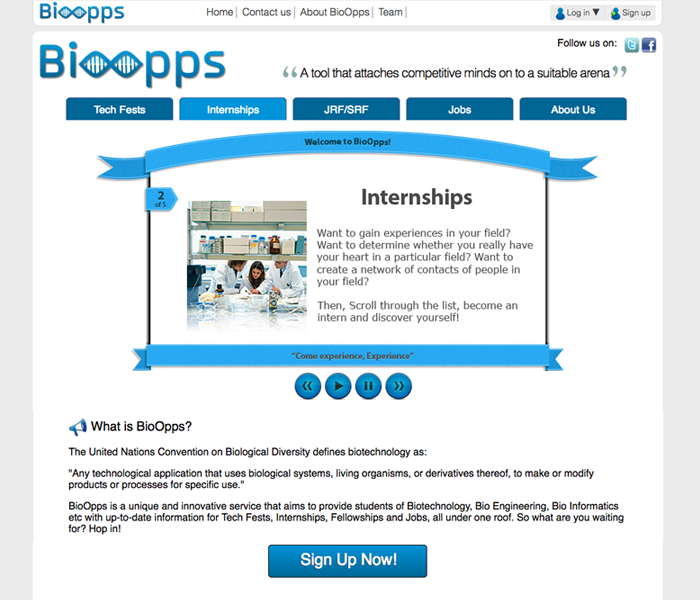 BioOpps
Home | Contact us | About BioOpps | Team |
Log in ▼ Sign up
BioOpps
Follow us on:
“A tool that attaches competitive minds on to a suitable arena”
Tech Fests Internships JRF/SRF Jobs About Us
Welcome to BioOpps!
2
of 5
Internships
Want to gain experiences in your field?
Want to determine whether you really have
your heart in a particular field? Want to
create a network of contacts of people in
your field?
Then, Scroll through the list, become an
intern and discover yourself!
"Come experience, Experience"
What is BioOpps?
The United Nations Convention on Biological Diversity defines biotechnology as:
"Any technological application that uses biological systems, living organisms, or derivatives thereof, to make or modify
products or processes for specific use."
BioOpps is a unique and innovative service that aims to provide students of Biotechnology, Bio Engineering, Bio Informatics
etc with up-to-date information for Tech Fests, Internships, Fellowships and Jobs, all under one roof. So what are you waiting
for? Hop in!
Sign Up Now!